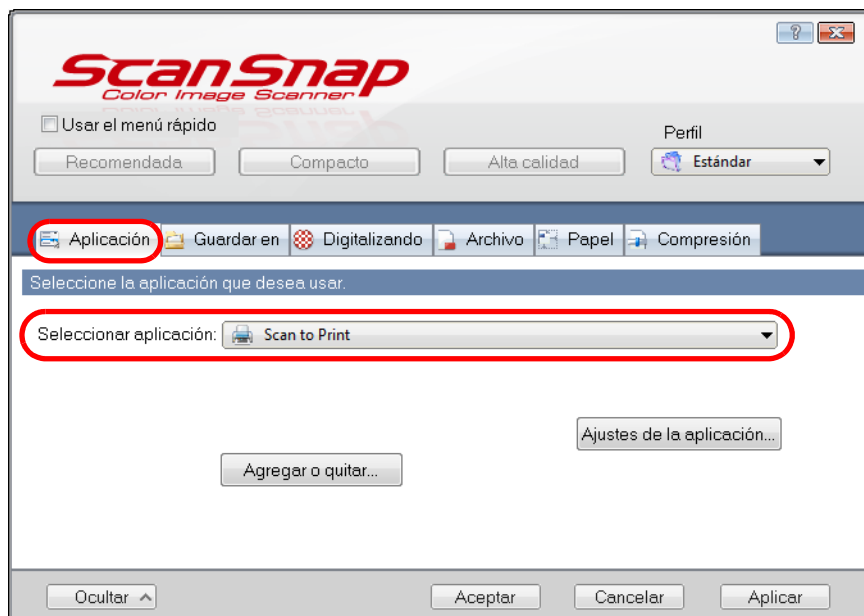 ScanSnap
Color Image Scanner
Usar el menú rápido
Perfil
Recomendada Compacto Alta calidad Estándar
Aplicación Guardar en Digitalizando Archivo Papel Compresión
Seleccione la aplicación que desea usar.
Seleccionar aplicación: Scan to Print
Ajustes de la aplicación...
Agregar o quitar...
Ocultar Aceptar Cancelar Aplicar